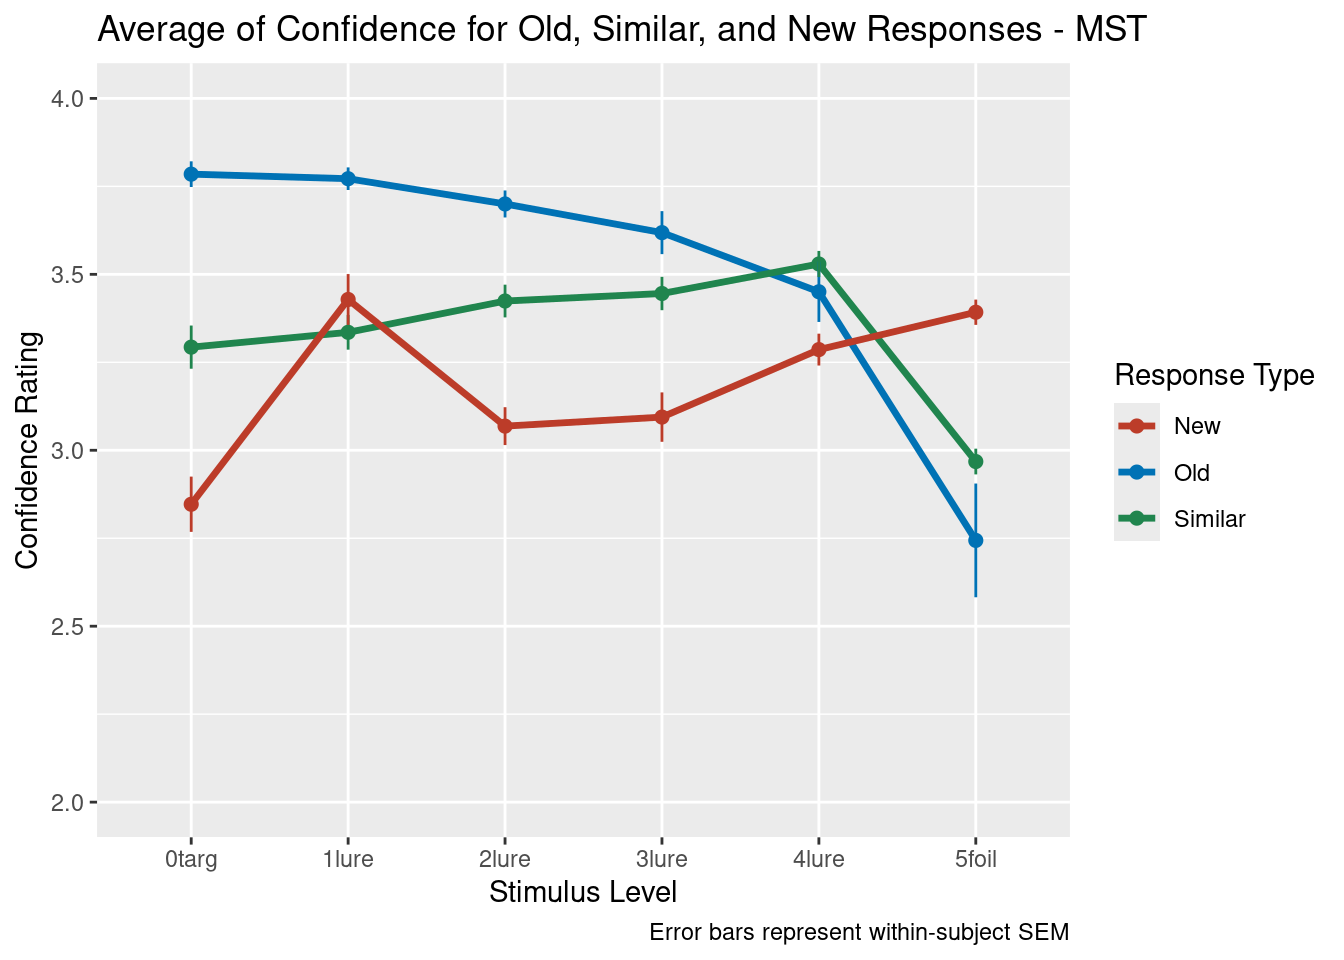 Average of Confidence for Old, Similar, and New Responses - MST
Confidence Rating
4.0
3.5
3.0
2.5
2.0
0targ 1lure 2lure 3lure 4lure 5foil
Stimulus Level
Error bars represent within-subject SEM
Response Type
New
Old
Similar